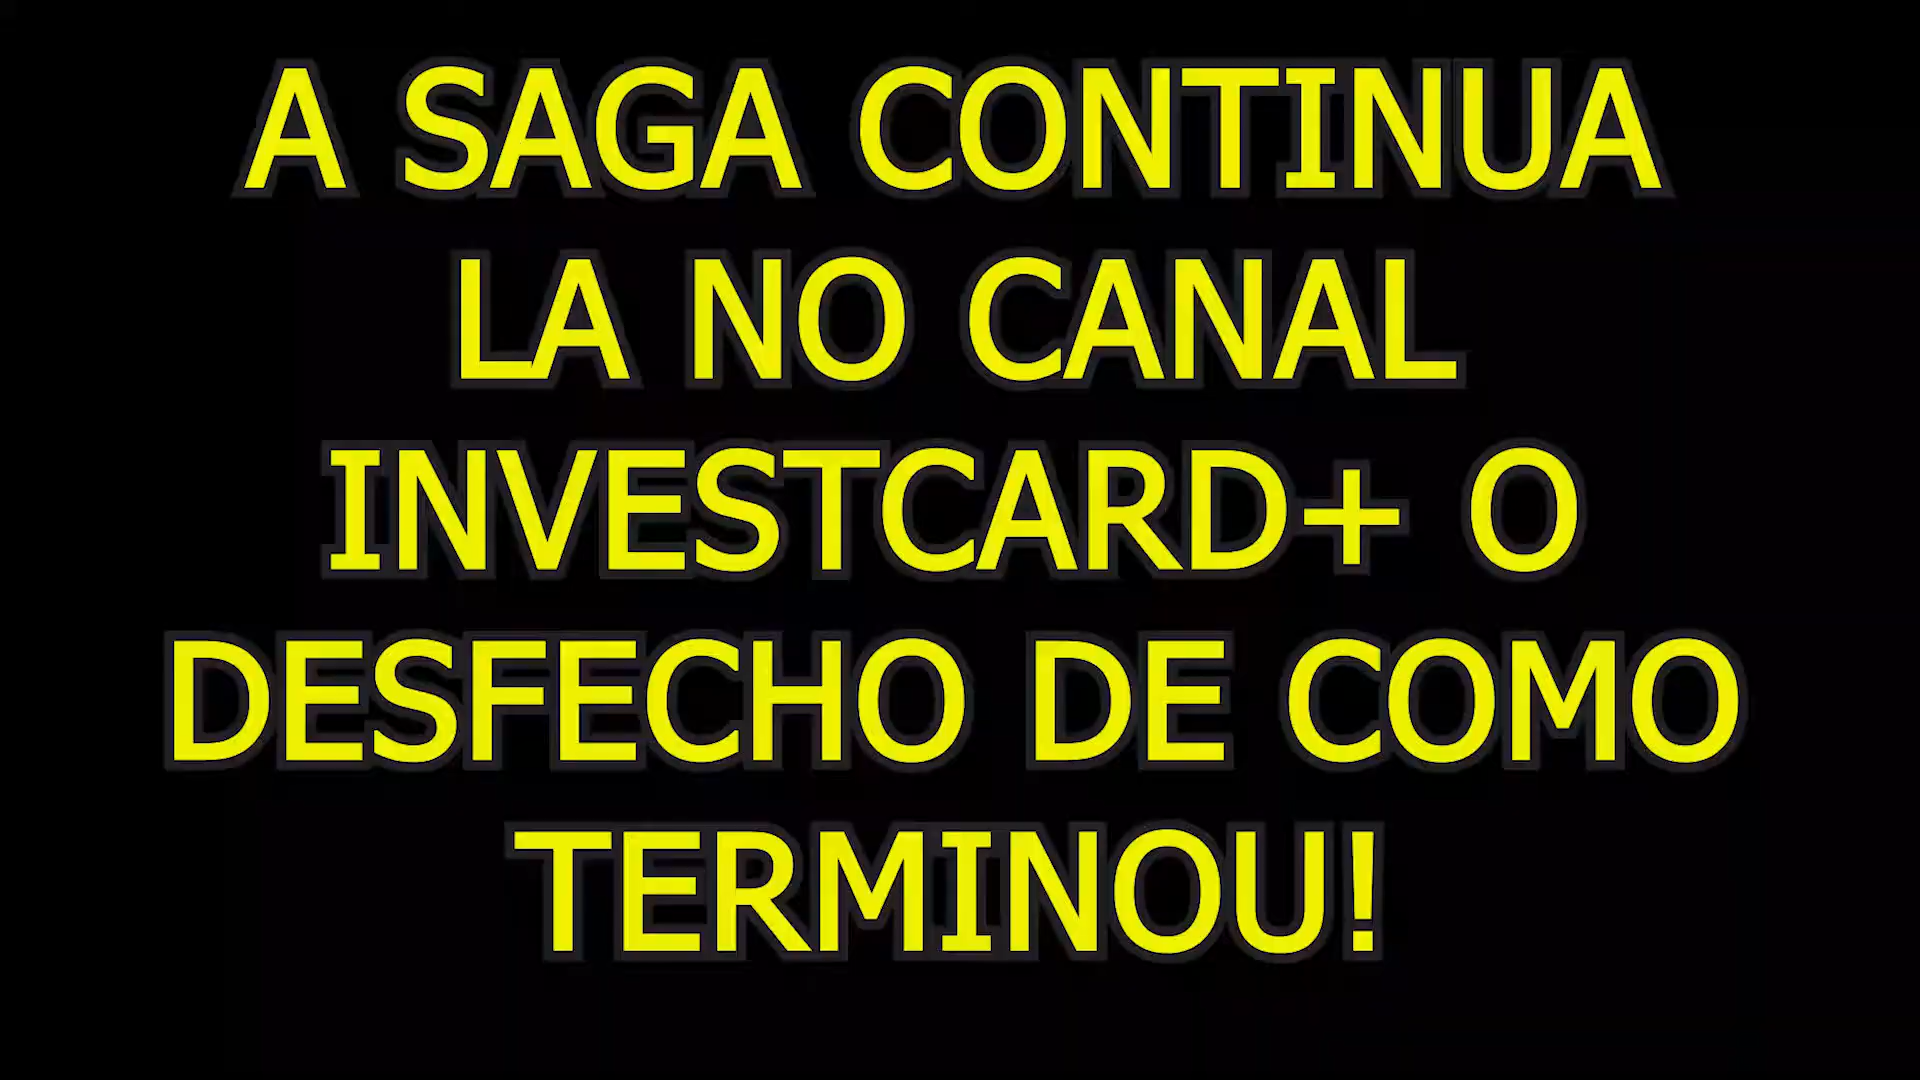 A SAGA CONTINUA
LA NO CANAL
INVESTCARD+ O
DESFECHO DE COMO
TERMINOU!